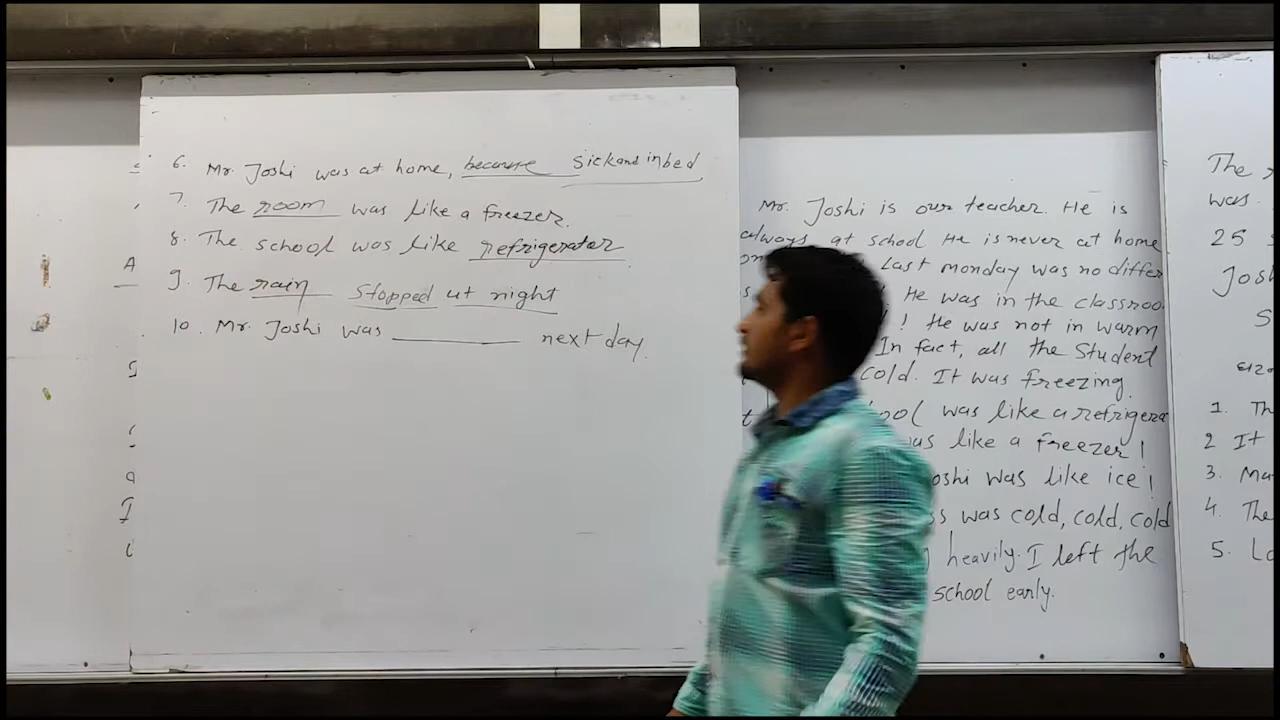 6. Mr. Joshi was at home, because sick and in bed
7. The room was like a freezer.
8. The school was like refrigerator.
9. The rain stopped at night
10. Mr. Joshi was ________ next day.
A
Mr. Joshi is our teacher. He is
always at school He is never at home
Last monday was no differ
He was in the classroo
! He was not in warm
In fact, all the Student
cold. It was freezing.
ool was like a refrigera
was like a freezer!
oshi was like ice!
ss was cold, cold, cold
heavily. I left the
school early.
The
was.
25
Josh
S
1. Th
2 It
3. Ma
4. The
5. La